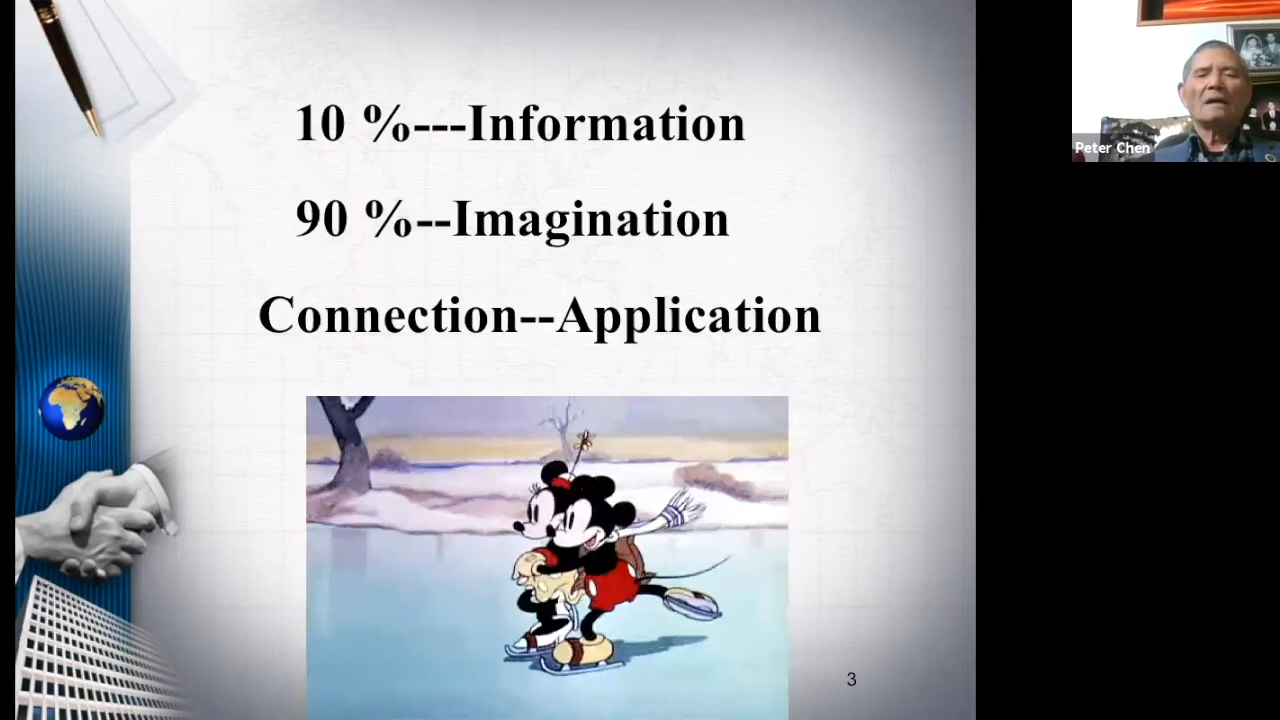 10 %---Information
90 %--Imagination
Connection--Application
3
Peter Chen